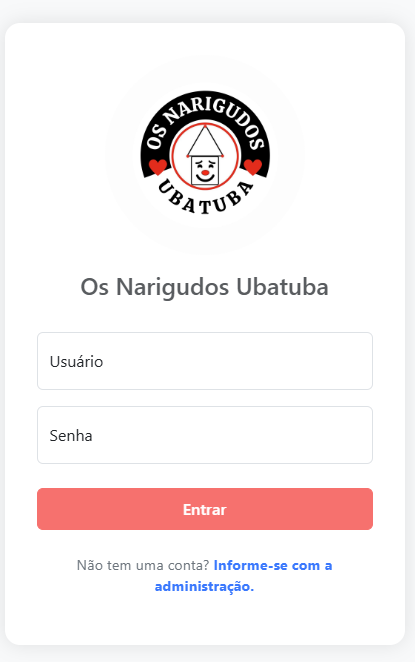 OS NARIGUDOS
UBATUBA
Os Narigudos Ubatuba
Usuário
Senha
Entrar
Não tem uma conta? Informe-se com a
administração.